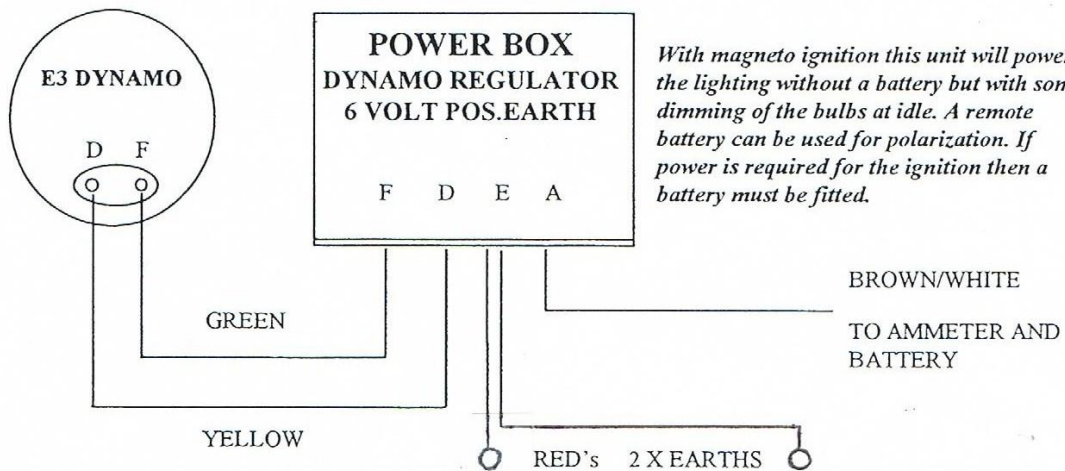 E3 DYNAMO
D F
POWER BOX
DYNAMO REGULATOR
6 VOLT POS.EARTH
F D E A
With magneto ignition this unit will power
the lighting without a battery but with som
dimming of the bulbs at idle. A remote
battery can be used for polarization. If
power is required for the ignition then a
battery must be fitted.
BROWN/WHITE
TO AMMETER AND
BATTERY
GREEN
YELLOW
RED's 2 X EARTHS